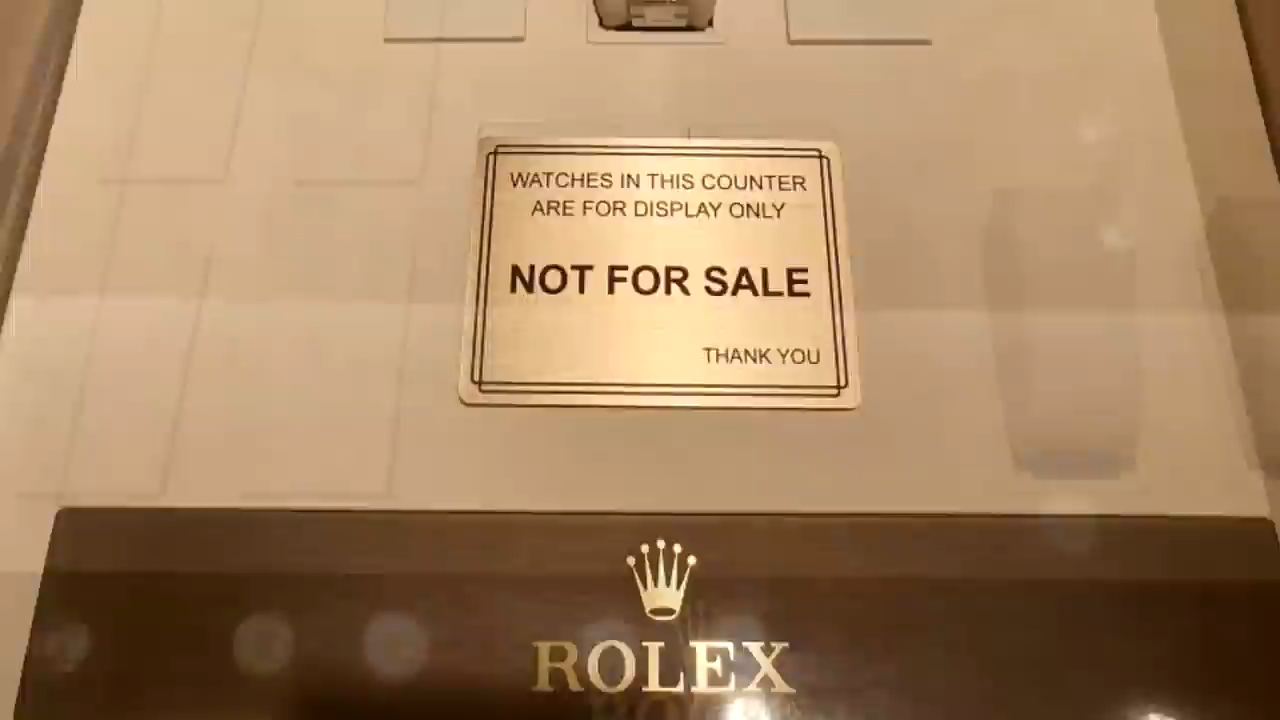 WATCHES IN THIS COUNTER
ARE FOR DISPLAY ONLY
NOT FOR SALE
THANK YOU
ROLEX